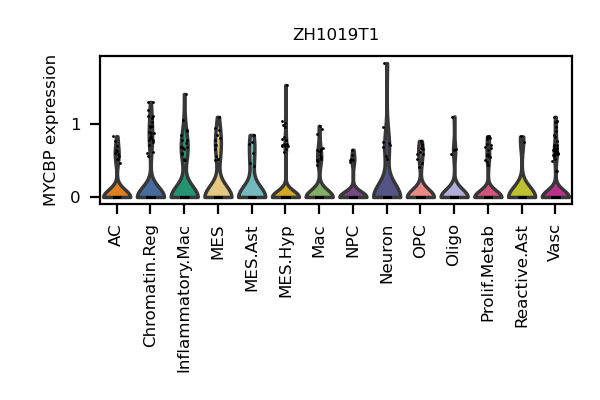 ZH1019T1
MYCBP expression
1
0
AC
Chromatin.Reg
Inflammatory.Mac
MES
MES.Ast
MES.Hyp
Mac
NPC
Neuron
OPC
Oligo
Prolif.Metab
Reactive.Ast
Vasc